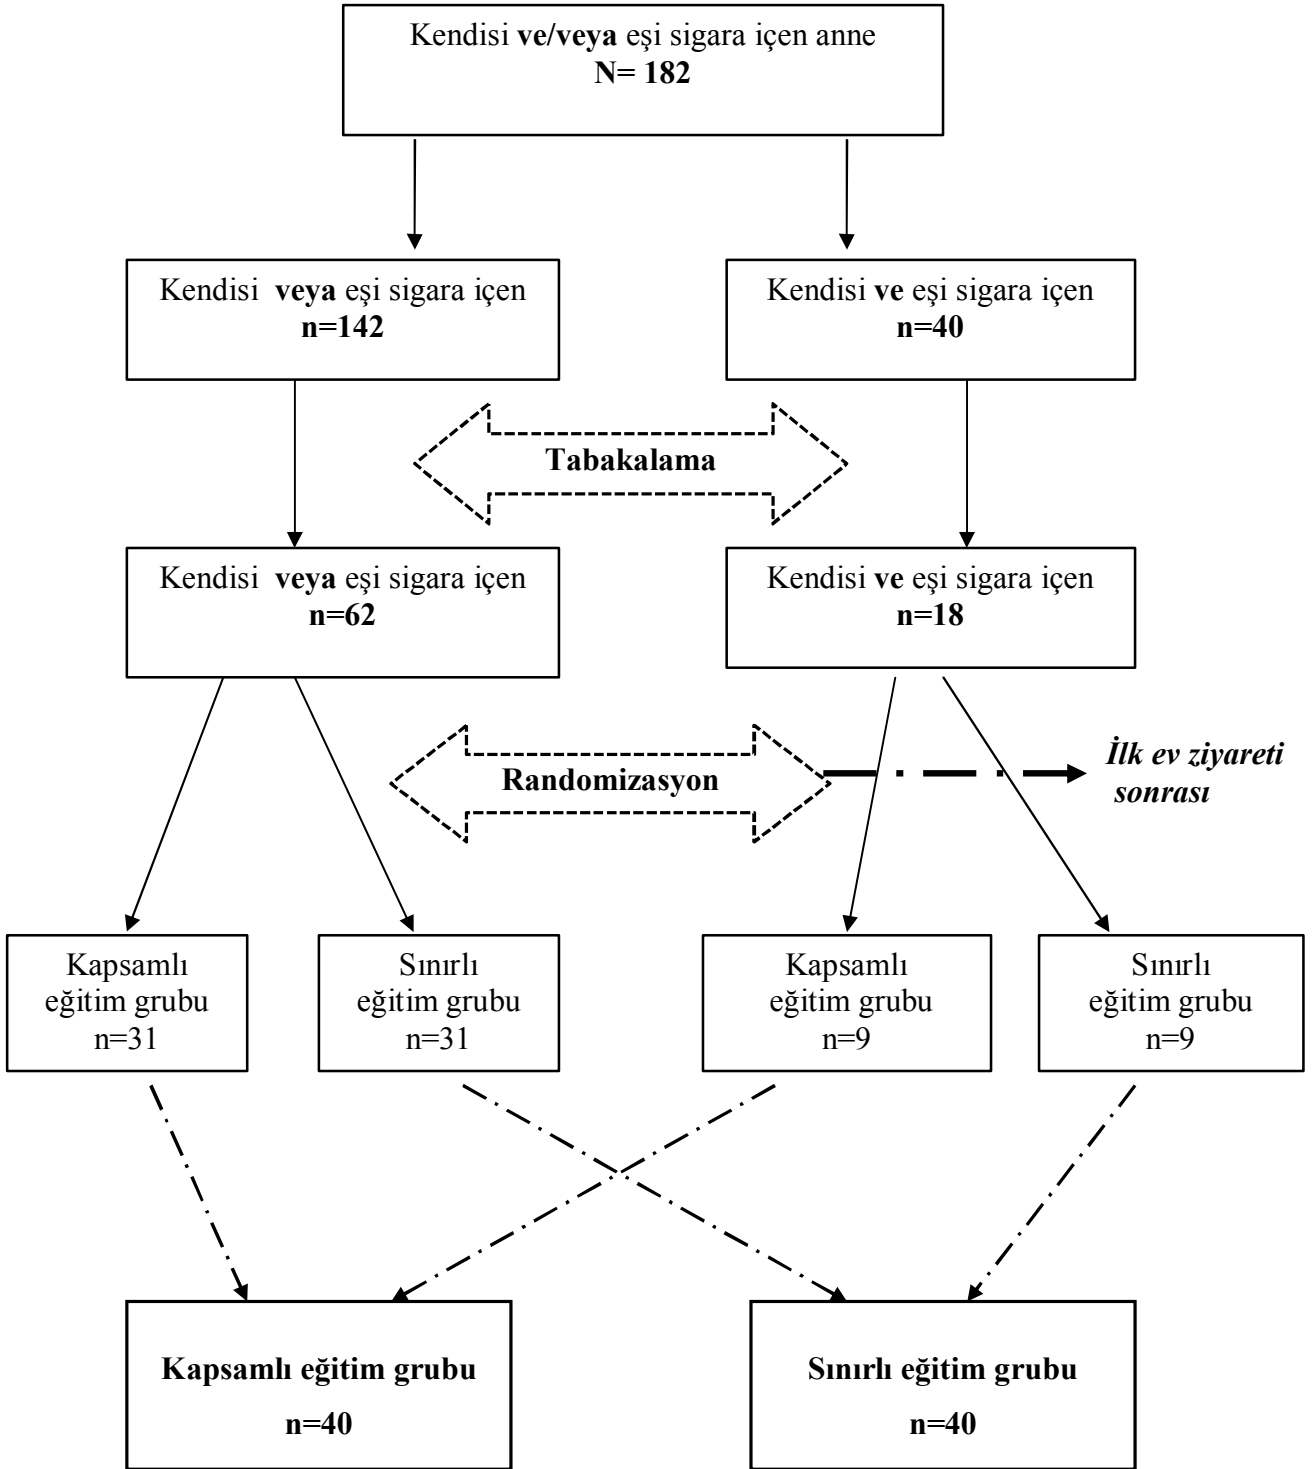 Kendisi ve/veya eşi sigara içen anne
N= 182
Kendisi veya eşi sigara içen
n=142
Kendisi ve eşi sigara içen
n=40
Tabakalama
Kendisi veya eşi sigara içen
n=62
Kendisi ve eşi sigara içen
n=18
Randomizasyon
İlk ev ziyareti
sonrası
Kapsamlı
eğitim grubu
n=31
Sınırlı
eğitim grubu
n=31
Kapsamlı
eğitim grubu
n=9
Sınırlı
eğitim grubu
n=9
Kapsamlı eğitim grubu
n=40
Sınırlı eğitim grubu
n=40